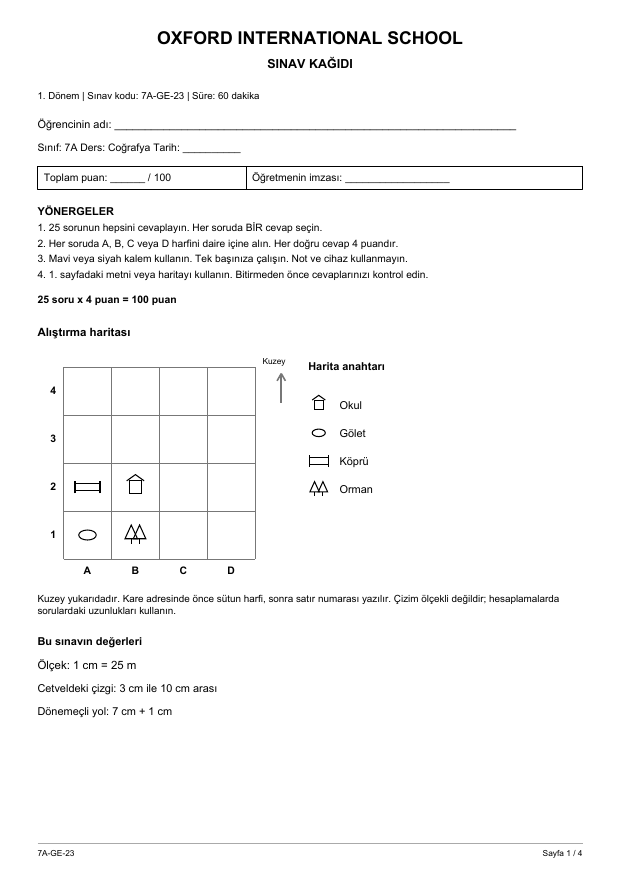 OXFORD INTERNATIONAL SCHOOL
SINAV KAĞIDI
1. Dönem | Sınav kodu: 7A-GE-23 | Süre: 60 dakika
Öğrencinin adı: ______________________________________________________________________
Sınıf: 7A Ders: Coğrafya Tarih: __________
Toplam puan: ______ / 100
Öğretmenin imzası: __________________
YÖNERGELER
1. 25 sorunun hepsini cevaplayın. Her soruda BİR cevap seçin.
2. Her soruda A, B, C veya D harfini daire içine alın. Her doğru cevap 4 puandır.
3. Mavi veya siyah kalem kullanın. Tek başınıza çalışın. Not ve cihaz kullanmayın.
4. 1. sayfadaki metni veya haritayı kullanın. Bitirmeden önce cevaplarınızı kontrol edin.
25 soru x 4 puan = 100 puan
Alıştırma haritası
Kuzey
4
3
2
1
A B C D
Harita anahtarı
Okul
Gölet
Köprü
Orman
Kuzey yukarıdadır. Kare adresinde önce sütun harfi, sonra satır numarası yazılır. Çizim ölçekli değildir; hesaplamalarda
sorulardaki uzunlukları kullanın.
Bu sınavın değerleri
Ölçek: 1 cm = 25 m
Cetveldeki çizgi: 3 cm ile 10 cm arası
Dönemeçli yol: 7 cm + 1 cm
7A-GE-23
Sayfa 1 / 4